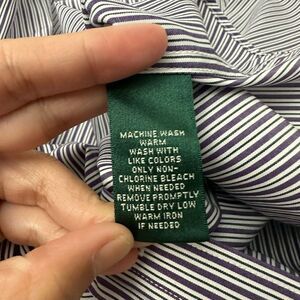 MACHINE WASH
WARM
WASH WITH
LIKE COLORS
ONLY NON-
CHLORINE BLEACH
WHEN NEEDED
REMOVE PROMPTLY
TUMBLE DRY LOW
WARM IRON
IF NEEDED